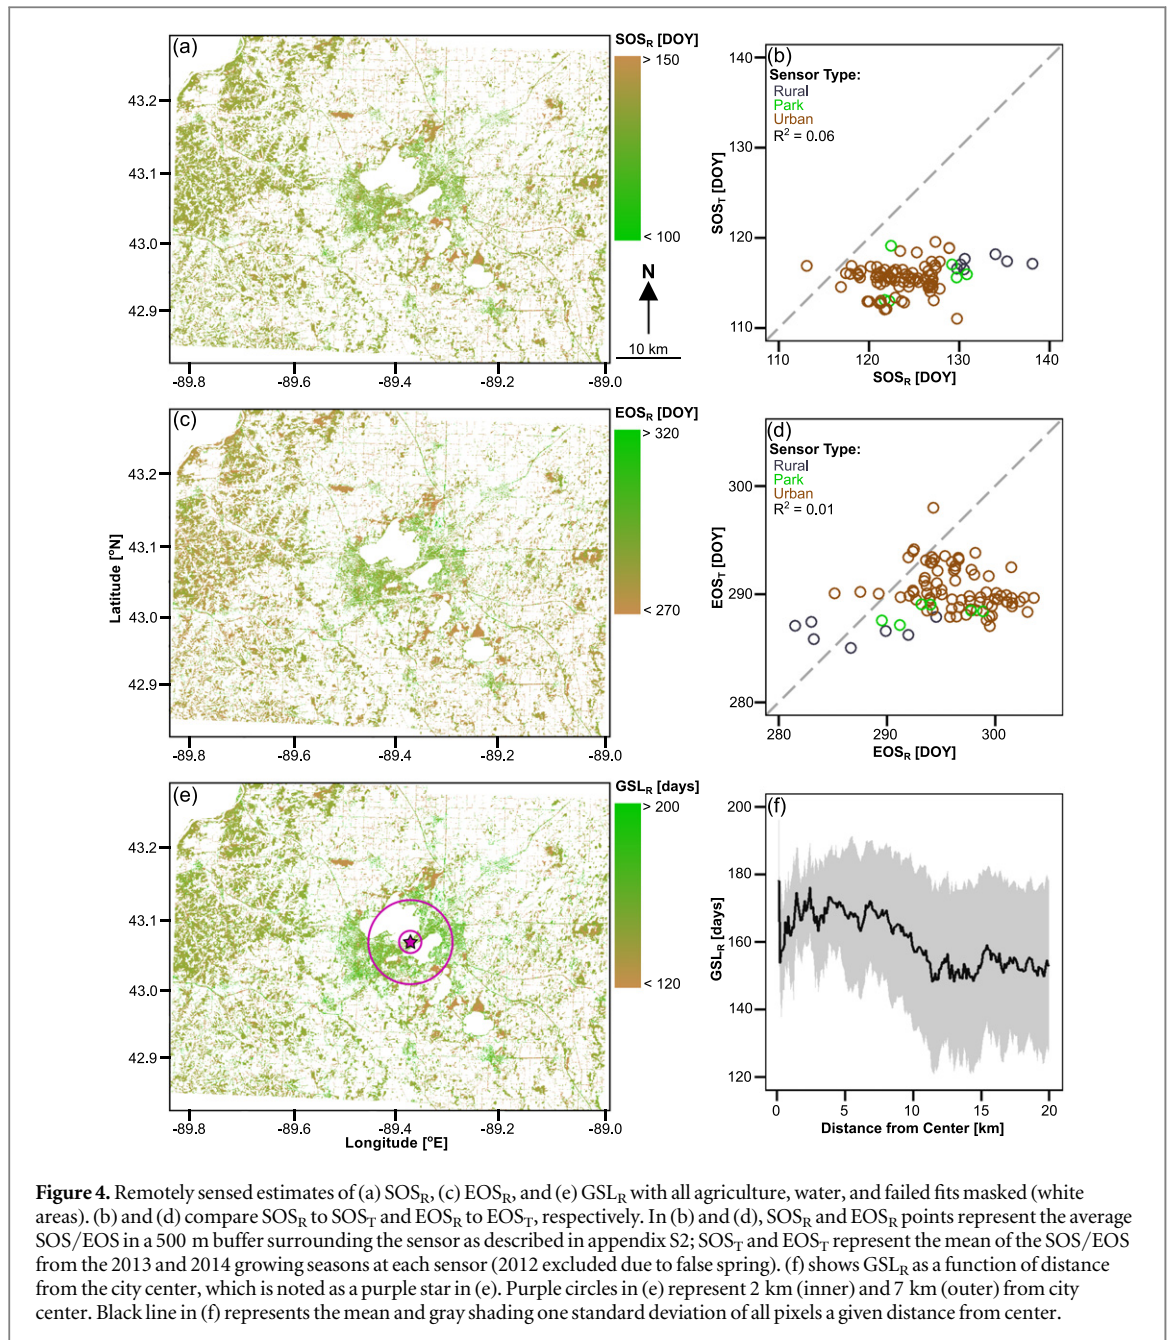 (a)
SOS_R [DOY]
> 150
< 100
43.2
43.1
43.0
42.9
-89.8
-89.6
-89.4
-89.2
-89.0
N
10 km
(b)
Sensor Type:
Rural
Park
Urban
R² = 0.06
140
130
120
110
SOS_T [DOY]
110
120
130
140
SOS_R [DOY]
(c)
EOS_R [DOY]
> 320
< 270
43.2
43.1
43.0
42.9
Latitude [°N]
-89.8
-89.6
-89.4
-89.2
-89.0
(d)
Sensor Type:
Rural
Park
Urban
R² = 0.01
300
290
280
EOS_T [DOY]
280
290
300
EOS_R [DOY]
(e)
GSL_R [days]
> 200
< 120
43.2
43.1
43.0
42.9
-89.8
-89.6
-89.4
-89.2
-89.0
Longitude [°E]
(f)
200
180
160
140
120
GSL_R [days]
0
5
10
15
20
Distance from Center [km]
Figure 4. Remotely sensed estimates of (a) SOS_R, (c) EOS_R, and (e) GSL_R with all agriculture, water, and failed fits masked (white
areas). (b) and (d) compare SOS_R to SOS_T and EOS_R to EOS_T, respectively. In (b) and (d), SOS_R and EOS_R points represent the average
SOS/EOS in a 500 m buffer surrounding the sensor as described in appendix S2; SOS_T and EOS_T represent the mean of the SOS/EOS
from the 2013 and 2014 growing seasons at each sensor (2012 excluded due to false spring). (f) shows GSL_R as a function of distance
from the city center, which is noted as a purple star in (e). Purple circles in (e) represent 2 km (inner) and 7 km (outer) from city
center. Black line in (f) represents the mean and gray shading one standard deviation of all pixels a given distance from center.